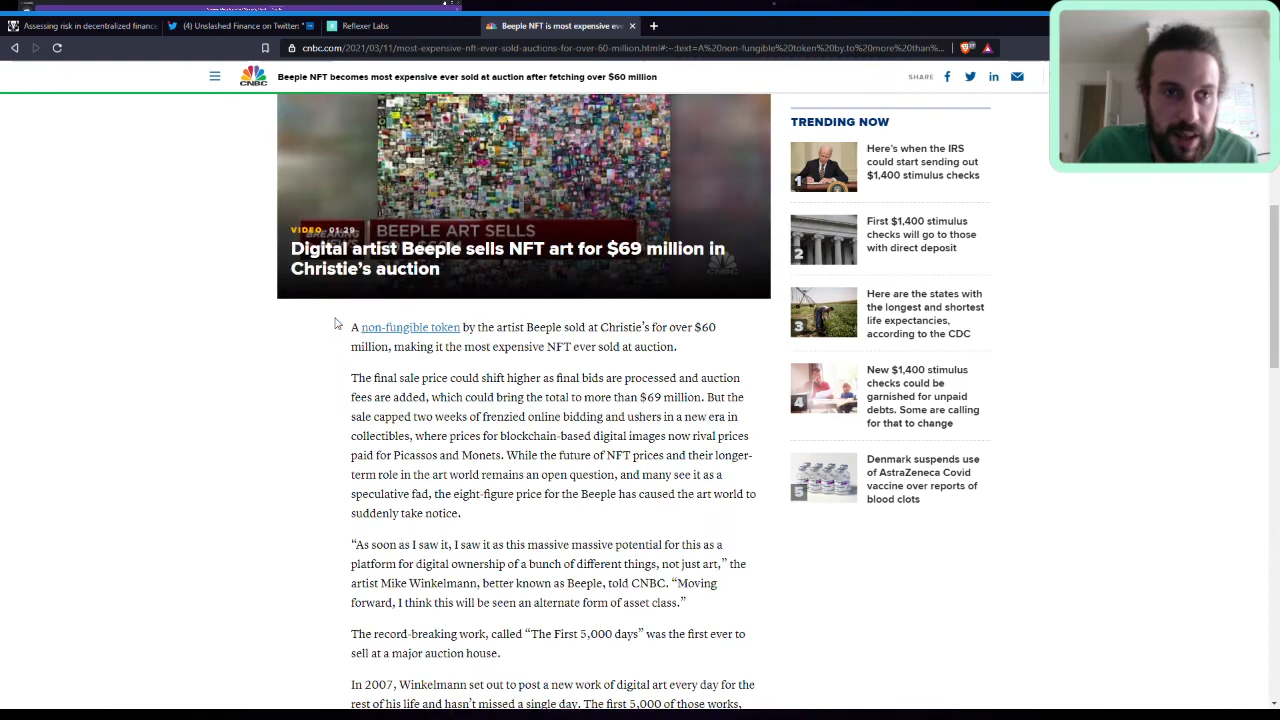 Assessing risk in decentralized financ
(4) Unslashed Finance on Twitter: "
Reflexer Labs
Beeple NFT is most expensive ev
cnbc.com/2021/03/11/most-expensive-nft-ever-sold-auctions-for-over-60-million.html#:~:text=A%20non-fungible%20token%20by,to%20more%20than%...
CNBC
Beeple NFT becomes most expensive ever sold at auction after fetching over $60 million
SHARE
BREAKING NEWS
BEEPLE ART SELLS
VIDEO 01:29
Digital artist Beeple sells NFT art for $69 million in
Christie's auction
A non-fungible token by the artist Beeple sold at Christie's for over $60
million, making it the most expensive NFT ever sold at auction.
The final sale price could shift higher as final bids are processed and auction
fees are added, which could bring the total to more than $69 million. But the
sale capped two weeks of frenzied online bidding and ushers in a new era in
collectibles, where prices for blockchain-based digital images now rival prices
paid for Picassos and Monets. While the future of NFT prices and their longer-
term role in the art world remains an open question, and many see it as a
speculative fad, the eight-figure price for the Beeple has caused the art world to
suddenly take notice.
“As soon as I saw it, I saw it as this massive massive potential for this as a
platform for digital ownership of a bunch of different things, not just art,” the
artist Mike Winkelmann, better known as Beeple, told CNBC. “Moving
forward, I think this will be seen an alternate form of asset class.”
The record-breaking work, called “The First 5,000 days” was the first ever to
sell at a major auction house.
In 2007, Winkelmann set out to post a new work of digital art every day for the
rest of his life and hasn't missed a single day. The first 5,000 of those works,
TRENDING NOW
1
Here's when the IRS
could start sending out
$1,400 stimulus checks
2
First $1,400 stimulus
checks will go to those
with direct deposit
3
Here are the states with
the longest and shortest
life expectancies,
according to the CDC
4
New $1,400 stimulus
checks could be
garnished for unpaid
debts. Some are calling
for that to change
5
Denmark suspends use
of AstraZeneca Covid
vaccine over reports of
blood clots